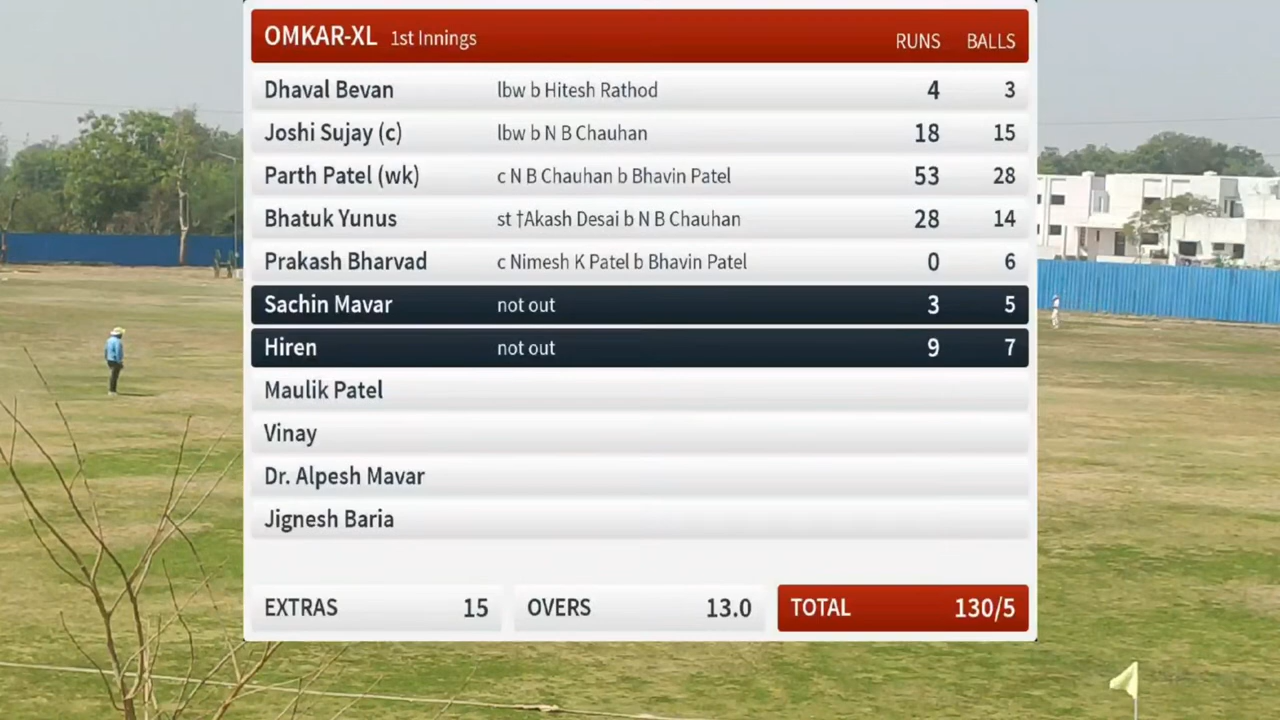 OMKAR-XL 1st Innings RUNS BALLS
Dhaval Bevan lbw b Hitesh Rathod 4 3
Joshi Sujay (c) lbw b N B Chauhan 18 15
Parth Patel (wk) c N B Chauhan b Bhavin Patel 53 28
Bhatuk Yunus st †Akash Desai b N B Chauhan 28 14
Prakash Bharvad c Nimesh K Patel b Bhavin Patel 0 6
Sachin Mavar not out 3 5
Hiren not out 9 7
Maulik Patel
Vinay
Dr. Alpesh Mavar
Jignesh Baria
EXTRAS 15 OVERS 13.0 TOTAL 130/5